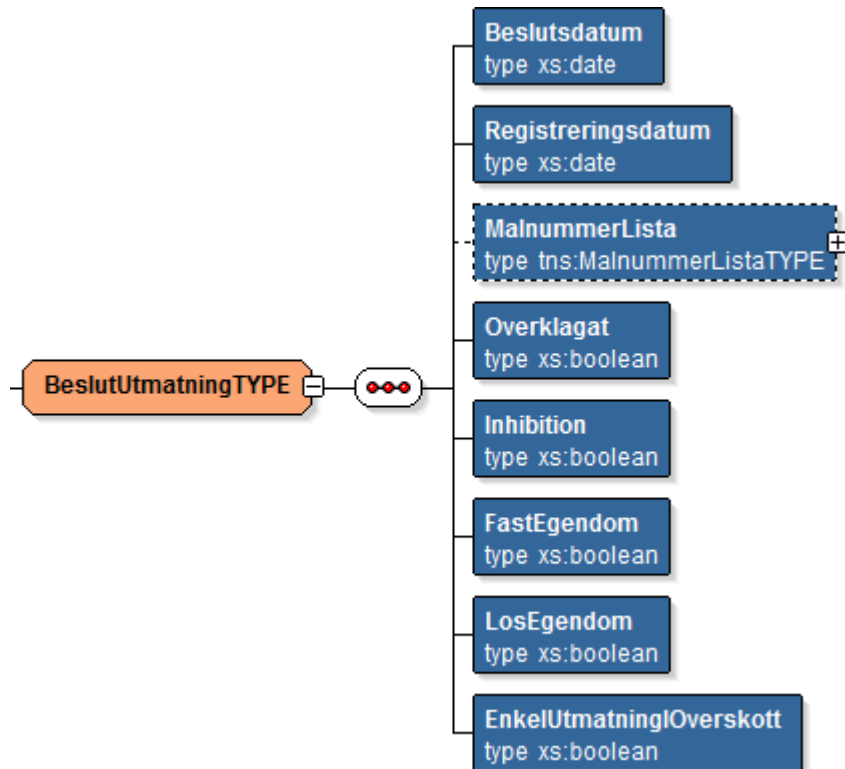 Beslutsdatum
type xs:date
Registreringsdatum
type xs:date
MalnummerLista
type tns:MalnummerListaTYPE
Overklagat
type xs:boolean
BeslutUtmatningTYPE
Inhibition
type xs:boolean
FastEgendom
type xs:boolean
LosEgendom
type xs:boolean
EnkelUtmatningIOverskott
type xs:boolean